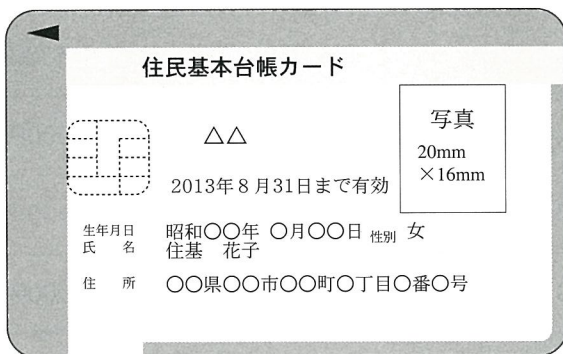 住民基本台帳カード
△△
写真
20mm
×16mm
2013年8月31日まで有効
生年月日 昭和○○年 ○月○○日 性別 女
氏 名 住基 花子
住 所 ○○県○○市○○町○丁目○番○号